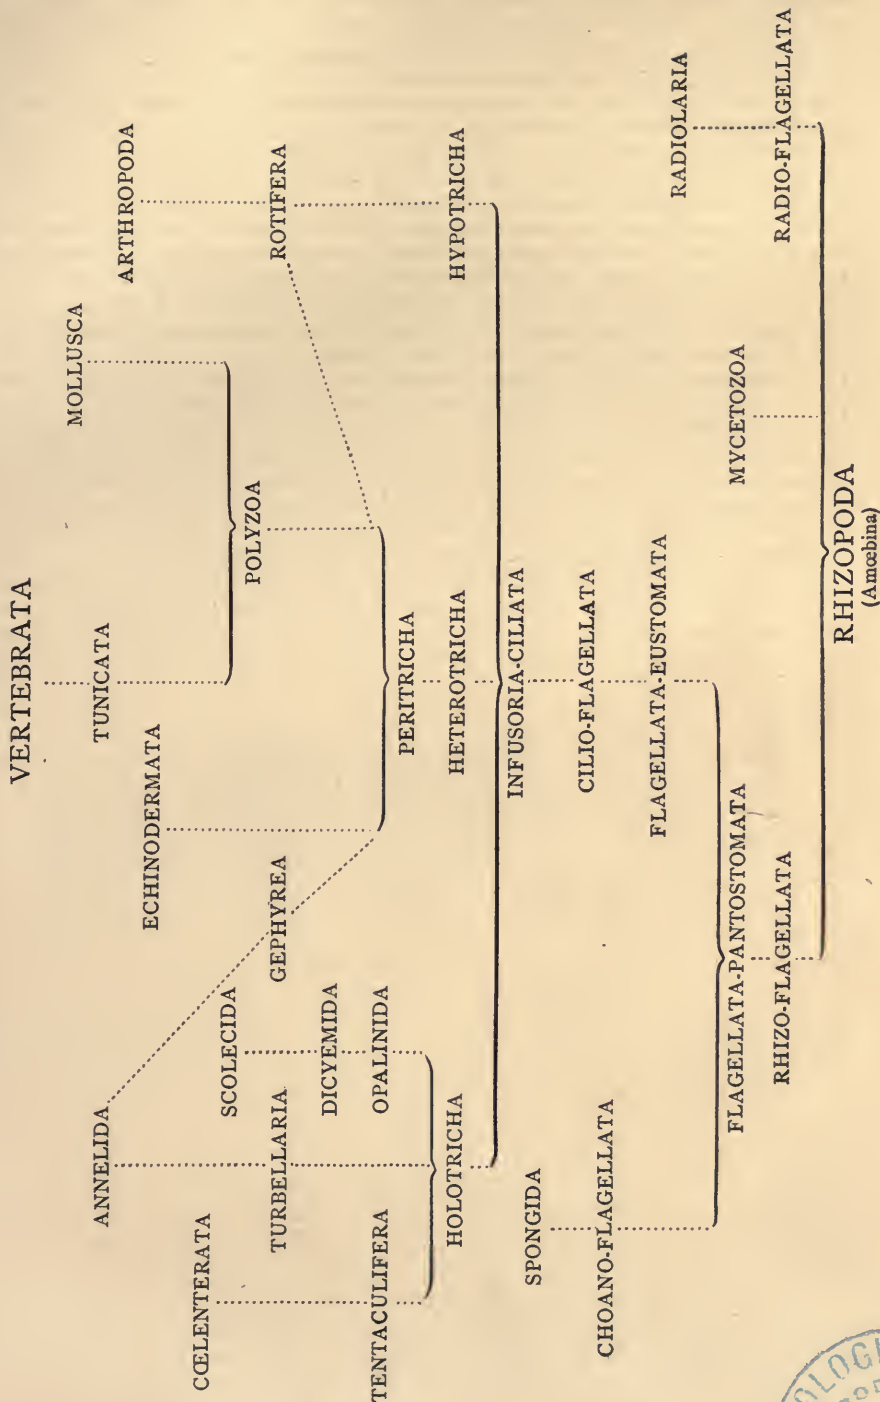 VERTEBRATA
TUNICATA
MOLLUSCA
ARTHROPODA
ANNELIDA
ECHINODERMATA
CŒLENTERATA
SCOLECIDA
POLYZOA
ROTIFERA
TURBELLARIA
GEPHYREA
DICYEMIDA
TENTACULIFERA
OPALINIDA
PERITRICHA
HOLOTRICHA
HETEROTRICHA
HYPOTRICHA
INFUSORIA-CILIATA
SPONGIDA
CILIO-FLAGELLATA
CHOANO-FLAGELLATA
FLAGELLATA-EUSTOMATA
RADIOLARIA
FLAGELLATA-PANTOSTOMATA
MYCETOZOA
RHIZO-FLAGELLATA
RADIO-FLAGELLATA
RHIZOPODA
(Amœbina)